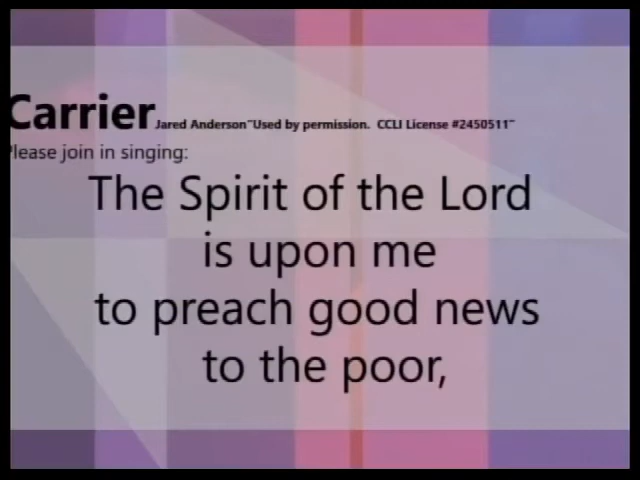 Carrier Jared Anderson "Used by permission. CCLI License #2450511"
Please join in singing:
The Spirit of the Lord
is upon me
to preach good news
to the poor,